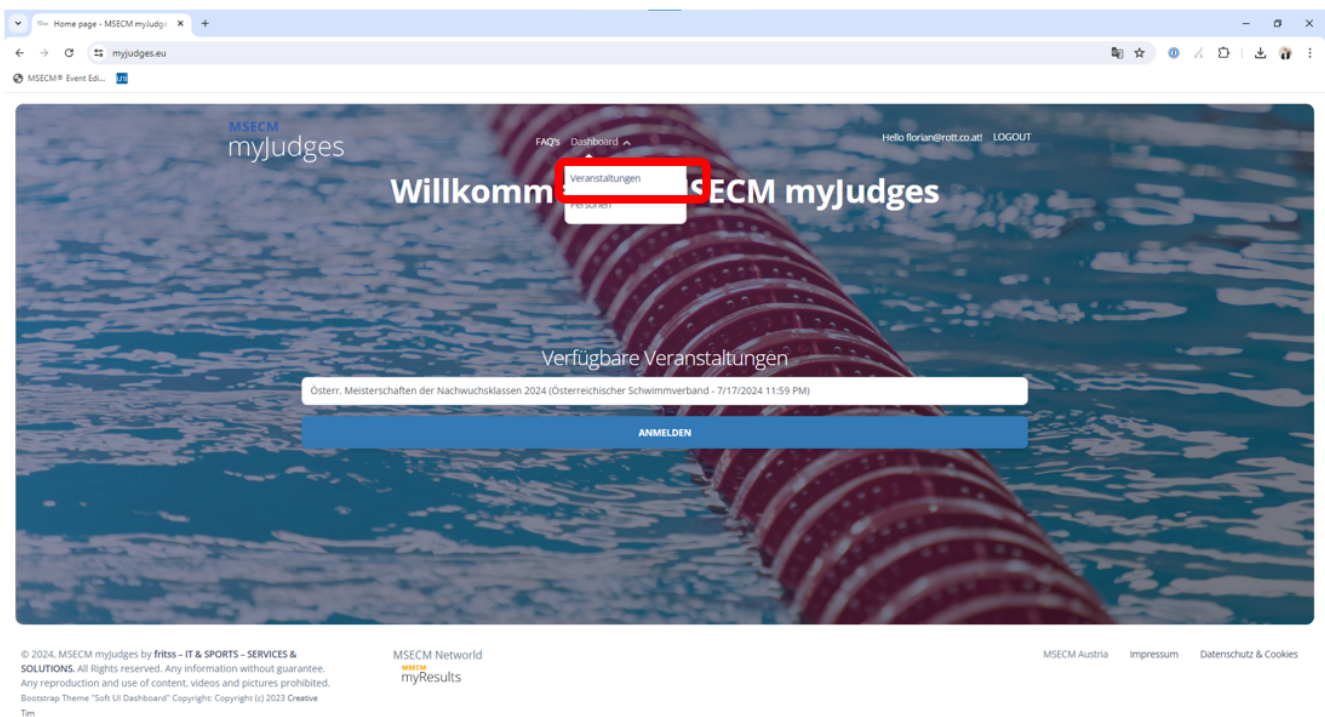 Home page - MSECM myJudg
myjudges.eu
MSECM® Event Edi...
MSECM
myJudges
FAQ's Dashboard
Hello florian@rott.co.at! LOGOUT
Veranstaltungen
Personen
Willkomm SECM myJudges
Verfügbare Veranstaltungen
Österr. Meisterschaften der Nachwuchsklassen 2024 (Österreichischer Schwimmverband - 7/17/2024 11:59 PM)
ANMELDEN
© 2024, MSECM myJudges by fritss – IT & SPORTS – SERVICES &
SOLUTIONS. All Rights reserved. Any information without guarantee.
Any reproduction and use of content, videos and pictures prohibited.
Bootstrap Theme "Soft UI Dashboard" Copyright: Copyright (c) 2023 Creative
Tim
MSECM Networld
MSECM
myResults
MSECM Austria Impressum Datenschutz & Cookies